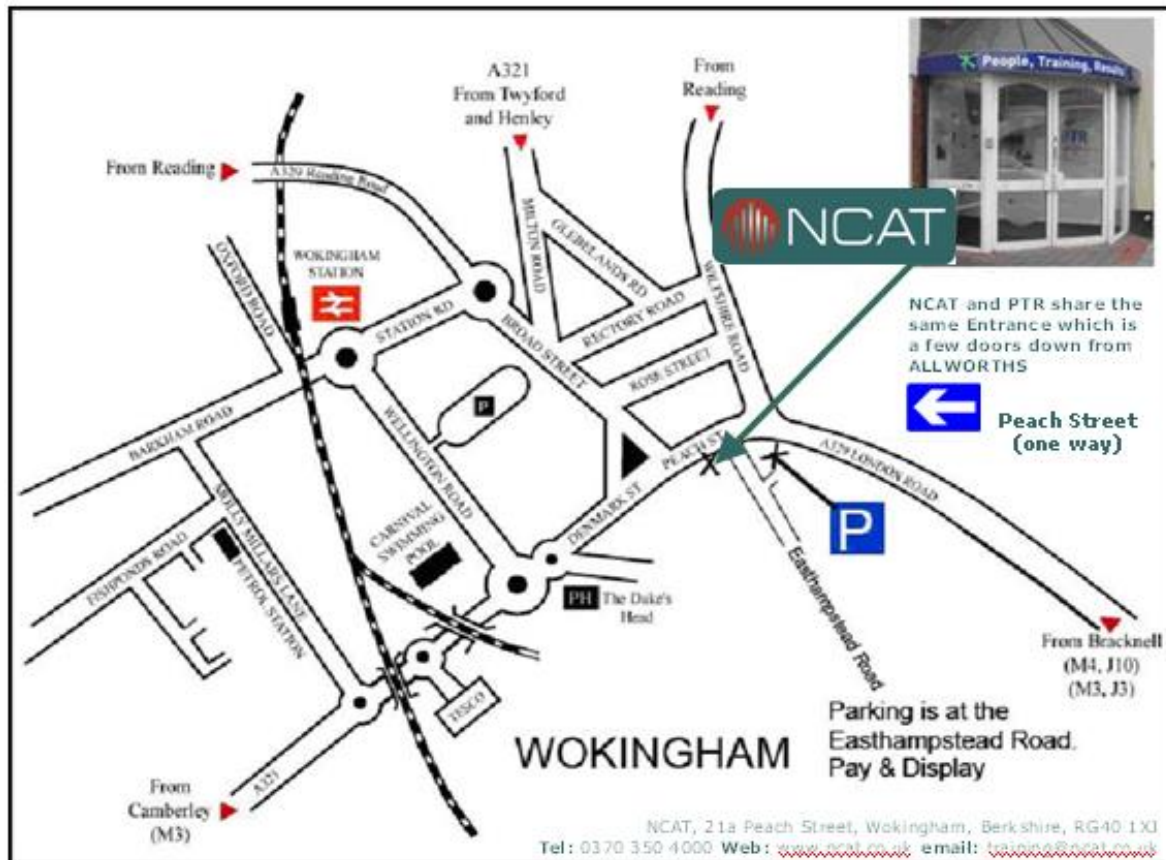 People, Training, Results
PTR
A321
From Twyford
and Henley
From
Reading
From Reading
A329 Reading Road
NCAT
OXFORD ROAD
WOKINGHAM
STATION
MILTON ROAD
GLEBELANDS RD
WILTSHIRE ROAD
STATION RD
BROAD STREET
RECTORY ROAD
NCAT and PTR share the
same Entrance which is
a few doors down from
ALLWORTHS
ROSE STREET
P
Peach Street
(one way)
BARKHAM ROAD
WELLINGTON ROAD
PEACH ST
A329 LONDON ROAD
DENMARK ST
P
MOLLY MILLARS LANE
CARNIVAL
SWIMMING
POOL
FISHPONDS ROAD
PETROL STATION
Easthampstead Road
PH The Duke's
Head
From Bracknell
(M4, J10)
(M3, J3)
TESCO
Parking is at the
Easthampstead Road.
Pay & Display
WOKINGHAM
A321
From
Camberley
(M3)
NCAT, 21a Peach Street, Wokingham, Berkshire, RG40 1XJ
Tel: 0370 350 4000 Web: www.ncat.co.uk email: training@ncat.co.uk